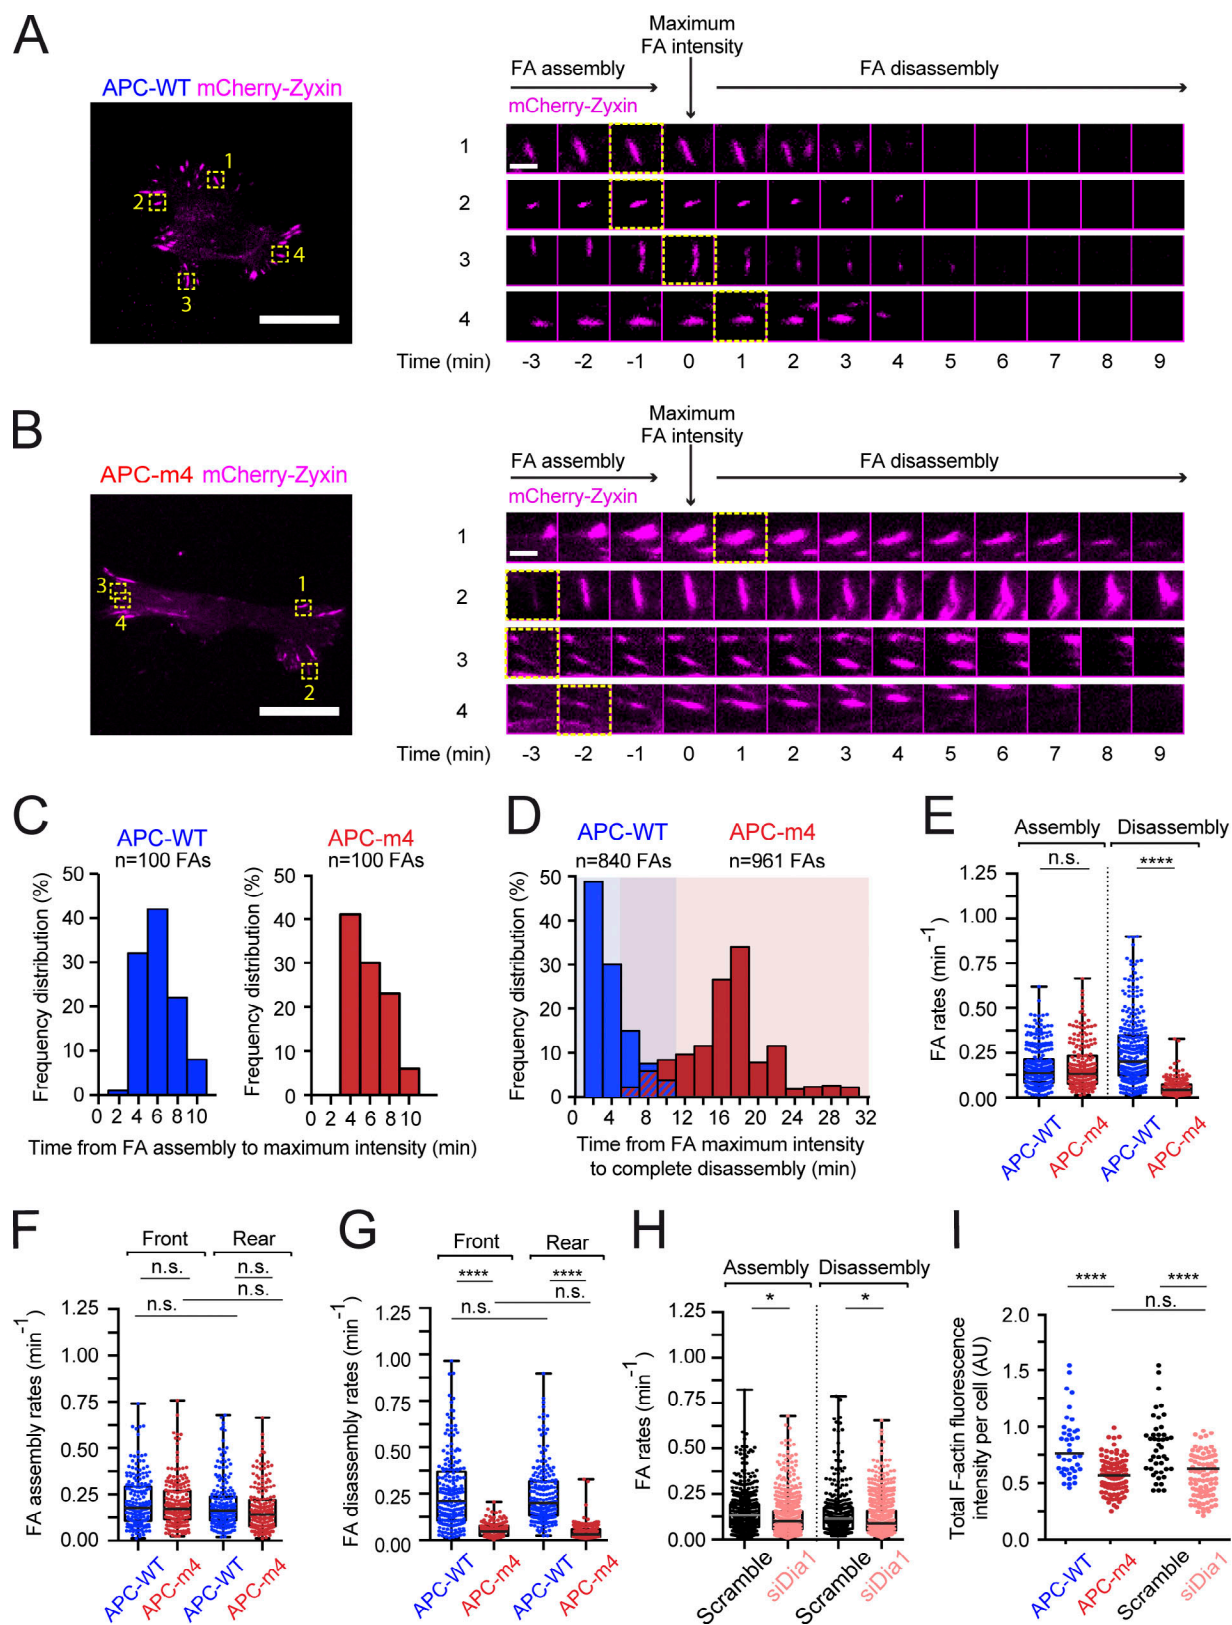 A
APC-WT mCherry-Zyxin
1
2
3
4
Maximum
FA intensity
FA assembly
FA disassembly
mCherry-Zyxin
1
2
3
4
Time (min) -3 -2 -1 0 1 2 3 4 5 6 7 8 9
B
APC-m4 mCherry-Zyxin
3
4
1
2
Maximum
FA intensity
FA assembly
FA disassembly
mCherry-Zyxin
1
2
3
4
Time (min) -3 -2 -1 0 1 2 3 4 5 6 7 8 9
C
APC-WT
n=100 FAs
Frequency distribution (%)
50
40
30
20
10
0
0 2 4 6 8 10
APC-m4
n=100 FAs
Frequency distribution (%)
50
40
30
20
10
0
0 2 4 6 8 10
Time from FA assembly to maximum intensity (min)
D
APC-WT
n=840 FAs
APC-m4
n=961 FAs
Frequency distribution (%)
50
40
30
20
10
0
0 4 8 12 16 20 24 28 32
Time from FA maximum intensity
to complete disassembly (min)
E
Assembly Disassembly
n.s. ****
FA rates (min⁻¹)
1.25
1.00
0.75
0.50
0.25
0.00
APC-WT
APC-m4
APC-WT
APC-m4
F
Front Rear
n.s. n.s.
n.s.
n.s.
FA assembly rates (min⁻¹)
1.25
1.00
0.75
0.50
0.25
0.00
APC-WT
APC-m4
APC-WT
APC-m4
G
Front Rear
**** ****
n.s.
n.s.
FA disassembly rates (min⁻¹)
1.25
1.00
0.75
0.50
0.25
0.00
APC-WT
APC-m4
APC-WT
APC-m4
H
Assembly Disassembly
* *
FA rates (min⁻¹)
1.25
1.00
0.75
0.50
0.25
0.00
Scramble
siDia1
Scramble
siDia1
I
**** ****
n.s.
Total F-actin fluorescence
intensity per cell (AU)
2.0
1.5
1.0
0.5
0.0
APC-WT
APC-m4
Scramble
siDia1